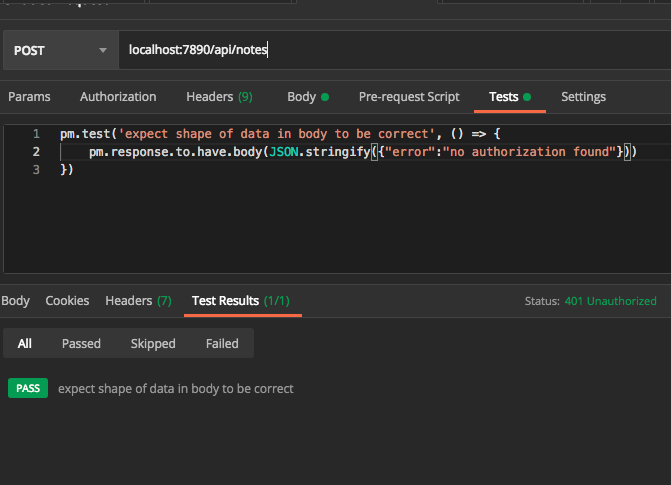 POST localhost:7890/api/notes
Params Authorization Headers (9) Body Pre-request Script Tests Settings
1 pm.test('expect shape of data in body to be correct', () => {
2 pm.response.to.have.body(JSON.stringify({"error":"no authorization found"}))
3 })
Body Cookies Headers (7) Test Results (1/1) Status: 401 Unauthorized
All Passed Skipped Failed
PASS expect shape of data in body to be correct